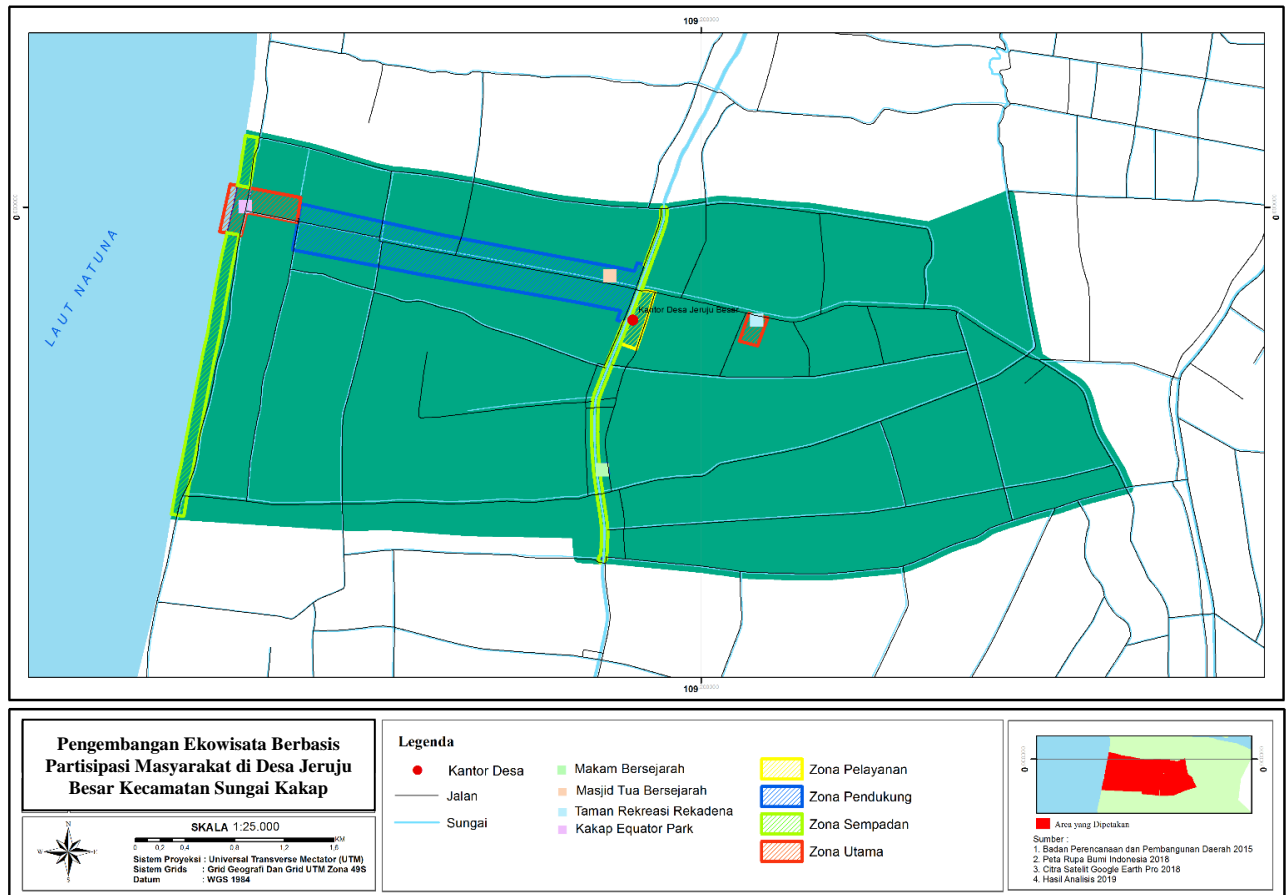 109
0
0
LAUT NATUNA
Kantor Desa Jeruju Besar
109
Pengembangan Ekowisata Berbasis
Partisipasi Masyarakat di Desa Jeruju
Besar Kecamatan Sungai Kakap
N
W E
S
SKALA 1:25.000
KM
0 0,2 0,4 0,8 1,2 1,6
Sistem Proyeksi : Universal Transverse Mectator (UTM)
Sistem Grids : Grid Geografi Dan Grid UTM Zona 49S
Datum : WGS 1984
Legenda
Kantor Desa
Jalan
Sungai
Makam Bersejarah
Masjid Tua Bersejarah
Taman Rekreasi Rekadena
Kakap Equator Park
Zona Pelayanan
Zona Pendukung
Zona Sempadan
Zona Utama
0
0
Area yang Dipetakan
Sumber :
1. Badan Perencanaan dan Pembangunan Daerah 2015
2. Peta Rupa Bumi Indonesia 2018
3. Citra Satelit Google Earth Pro 2018
4. Hasil Analisis 2019